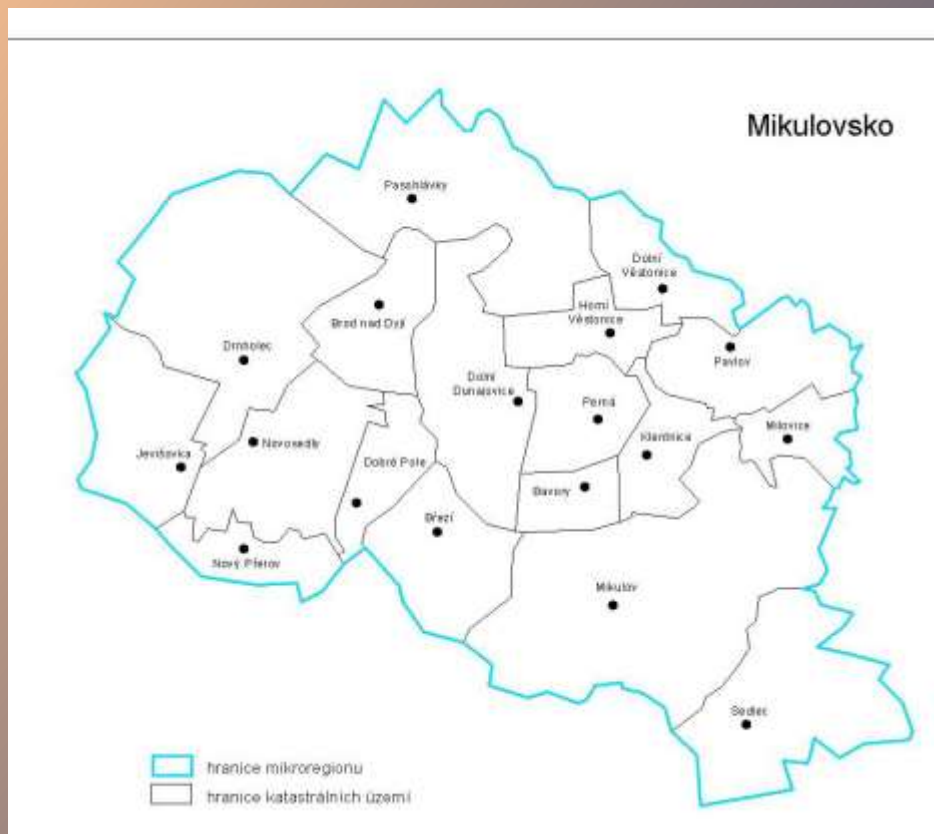 Mikulovsko
Pasohlávky
Dolní
Věstonice
Horní
Věstonice
Brod nad Dyjí
Pavlov
Drnholec
Dolní
Dunajovice
Perná
Milovice
Klentnice
Novosedly
Jevišovka
Dobré Pole
Bavory
Březí
Nový Přerov
Mikulov
Sedlec
hranice mikroregionu
hranice katastrálních území